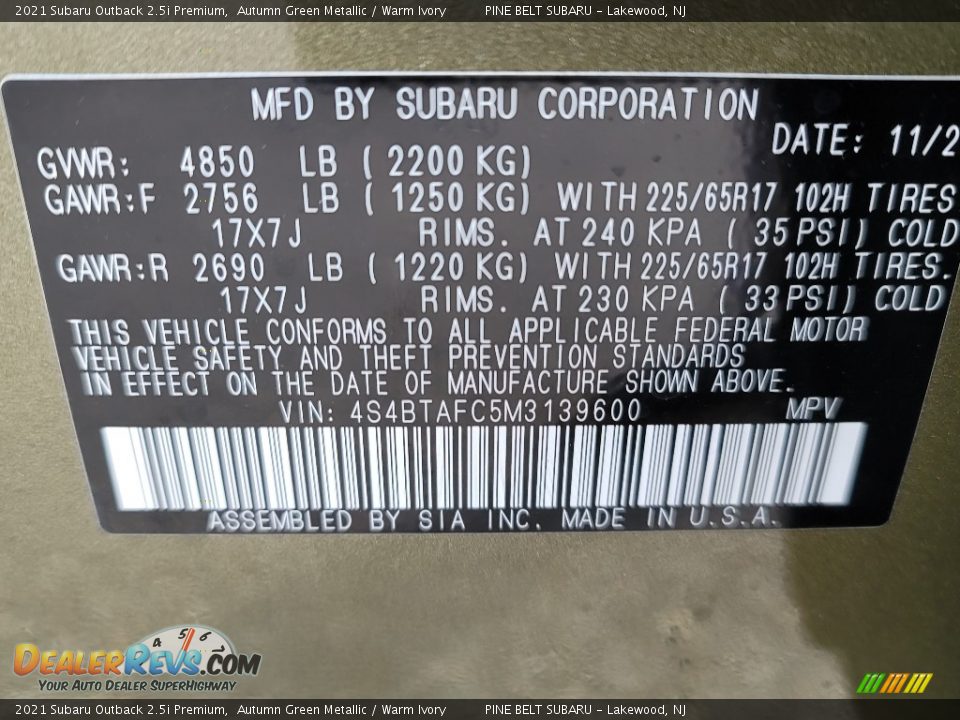 2021 Subaru Outback 2.5i Premium, Autumn Green Metallic / Warm Ivory PINE BELT SUBARU - Lakewood, NJ
MFD BY SUBARU CORPORATION
DATE: 11/2
GVWR: 4850 LB ( 2200 KG)
GAWR:F 2756 LB ( 1250 KG) WITH 225/65R17 102H TIRES
17X7J RIMS. AT 240 KPA ( 35 PSI) COLD
GAWR:R 2690 LB ( 1220 KG) WITH 225/65R17 102H TIRES.
17X7J RIMS. AT 230 KPA ( 33 PSI) COLD
THIS VEHICLE CONFORMS TO ALL APPLICABLE FEDERAL MOTOR
VEHICLE SAFETY AND THEFT PREVENTION STANDARDS
IN EFFECT ON THE DATE OF MANUFACTURE SHOWN ABOVE.
VIN: 4S4BTAFC5M3139600 MPV
ASSEMBLED BY SIA INC. MADE IN U.S.A.
4 5 6 7
DEALERREVS.COM
YOUR AUTO DEALER SUPERHIGHWAY
2021 Subaru Outback 2.5i Premium, Autumn Green Metallic / Warm Ivory PINE BELT SUBARU - Lakewood, NJ